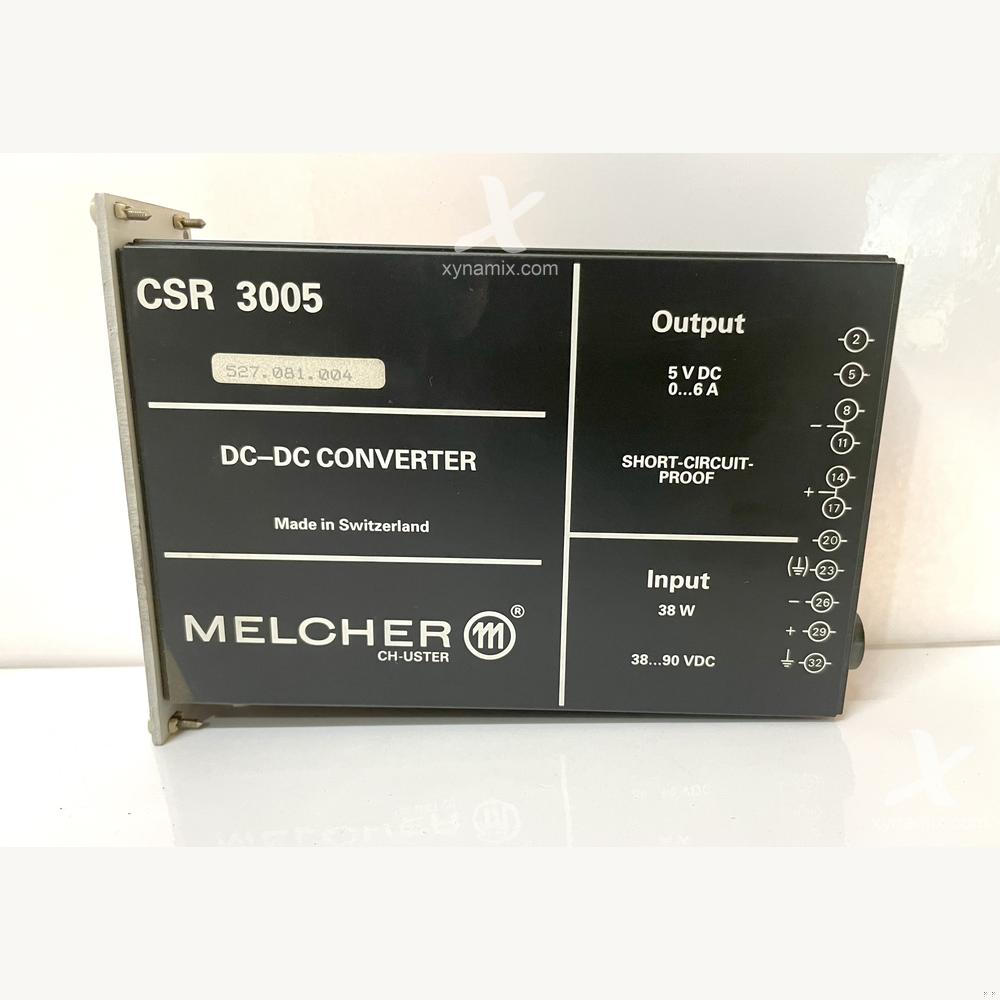 xynamix.com
CSR 3005
527.081.004
DC–DC CONVERTER
Made in Switzerland
MELCHER m ®
CH-USTER
Output
5 V DC
0...6 A
SHORT-CIRCUIT-
PROOF
Input
38 W
38...90 VDC
2
5
8
–
11
14
+
17
20
23
– 26
+ 29
32
xynamix.com